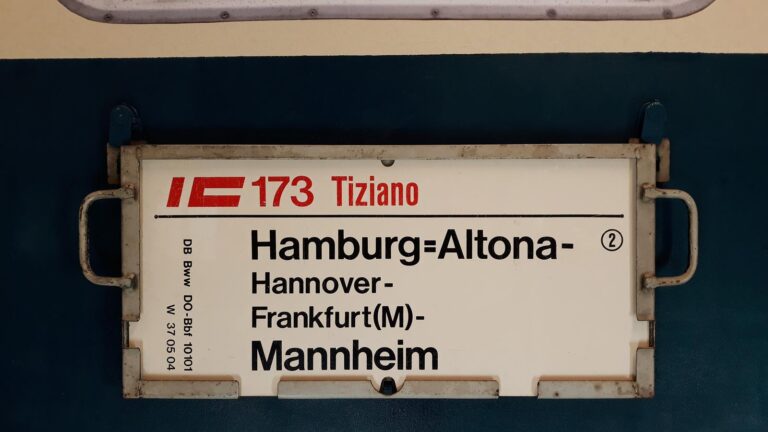 IC 173 Tiziano
Hamburg=Altona- ②
Hannover-
Frankfurt(M)-
Mannheim
DB Bww DO-Bbf 10101
W 37 05 04